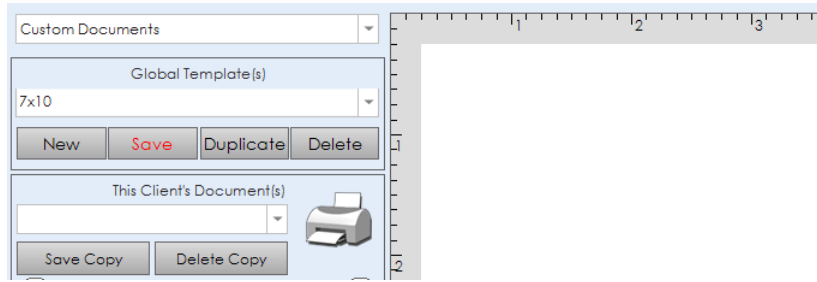 Custom Documents
Global Template(s)
7x10
New Save Duplicate Delete
This Client's Document(s)
Save Copy Delete Copy
1 2 3
1
2